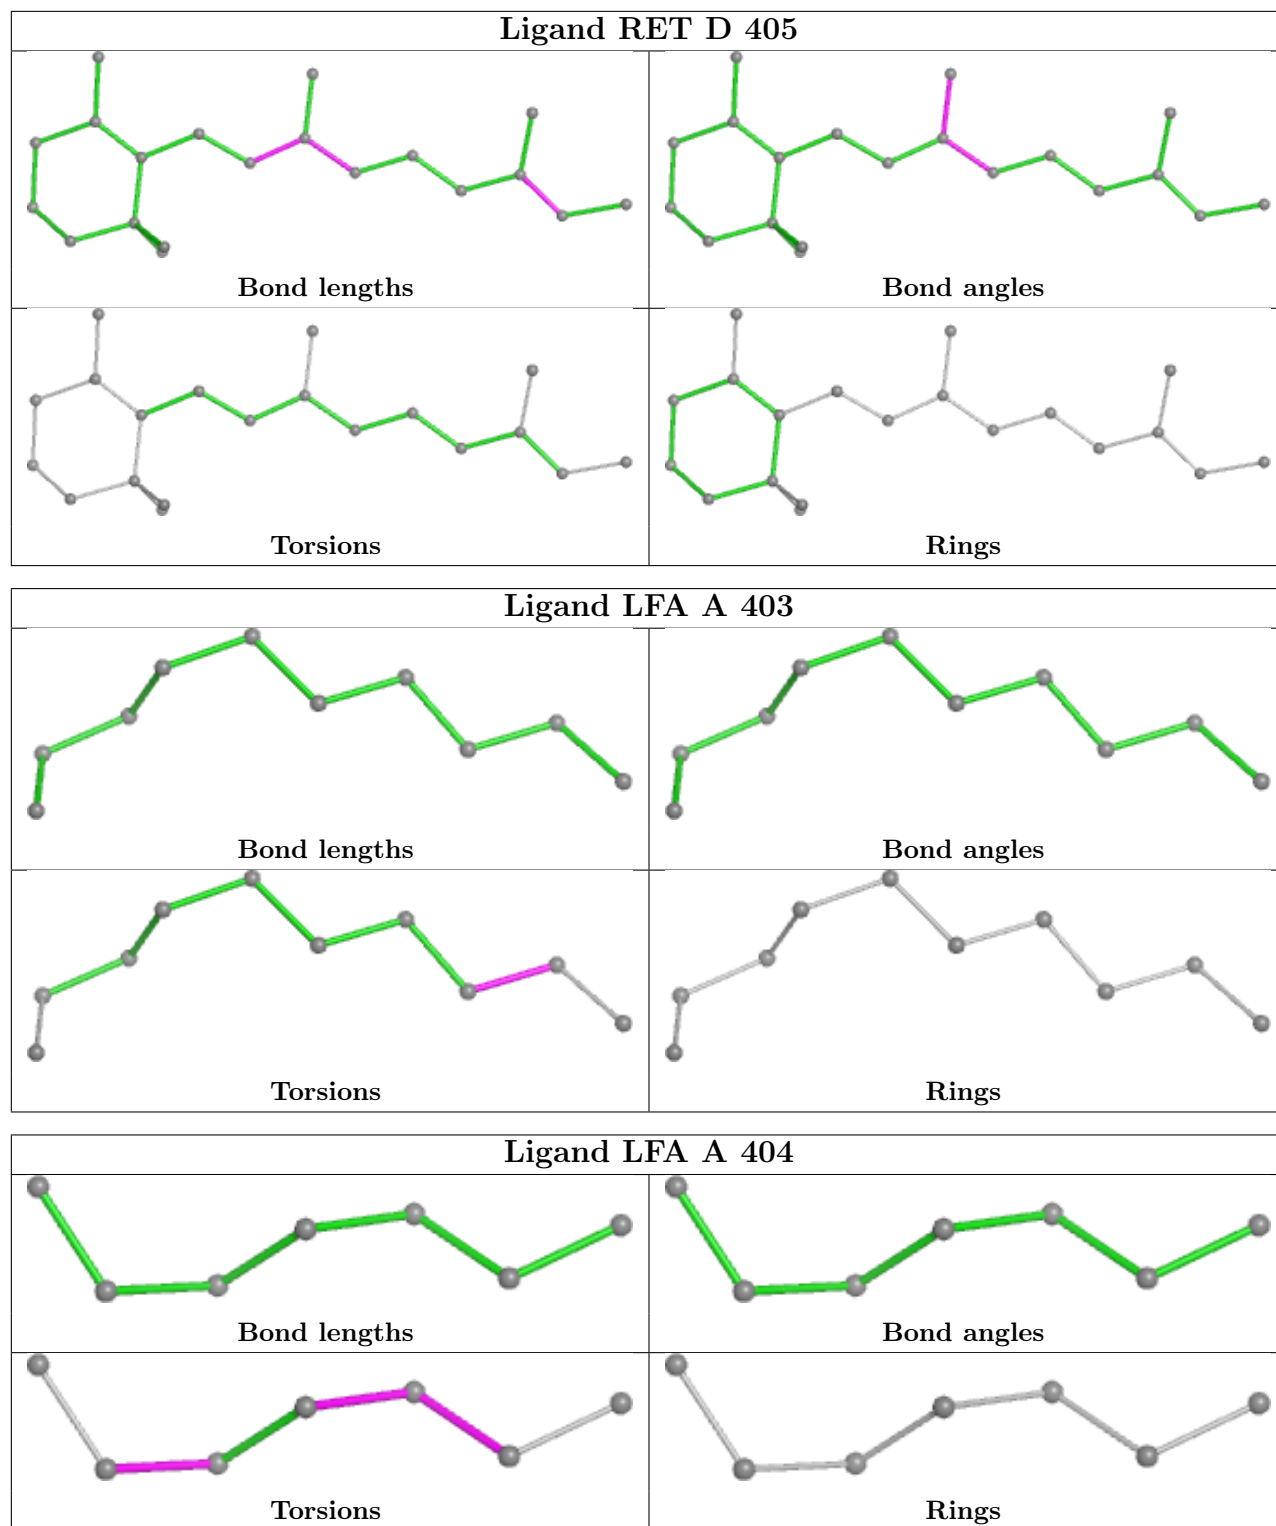 Ligand RET D 405
Bond lengths
Bond angles
Torsions
Rings
Ligand LFA A 403
Bond lengths
Bond angles
Torsions
Rings
Ligand LFA A 404
Bond lengths
Bond angles
Torsions
Rings